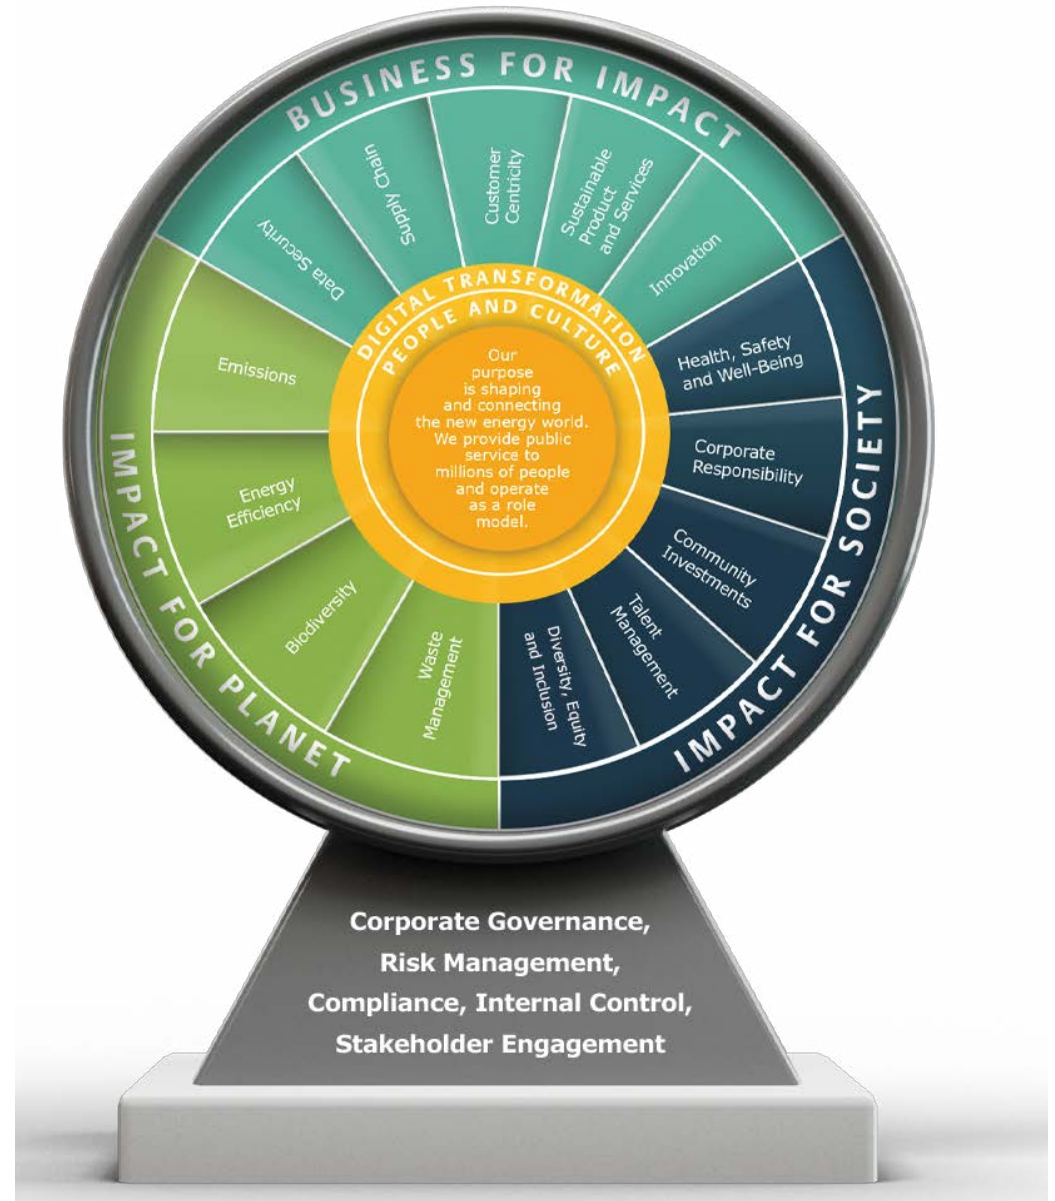 BUSINESS FOR IMPACT
Data Security
Supply Chain
Customer
Centricity
Sustainable
Product
and Services
Innovation
IMPACT FOR SOCIETY
Health, Safety
and Well-Being
Corporate
Responsibility
Community
Investments
Talent
Management
Diversity, Equity
and Inclusion
IMPACT FOR PLANET
Emissions
Energy
Efficiency
Biodiversity
Waste
Management
DIGITAL TRANSFORMATION
PEOPLE AND CULTURE
Our
purpose
is shaping
and connecting
the new energy world.
We provide public
service to
millions of people
and operate
as a role
model.
Corporate Governance,
Risk Management,
Compliance, Internal Control,
Stakeholder Engagement